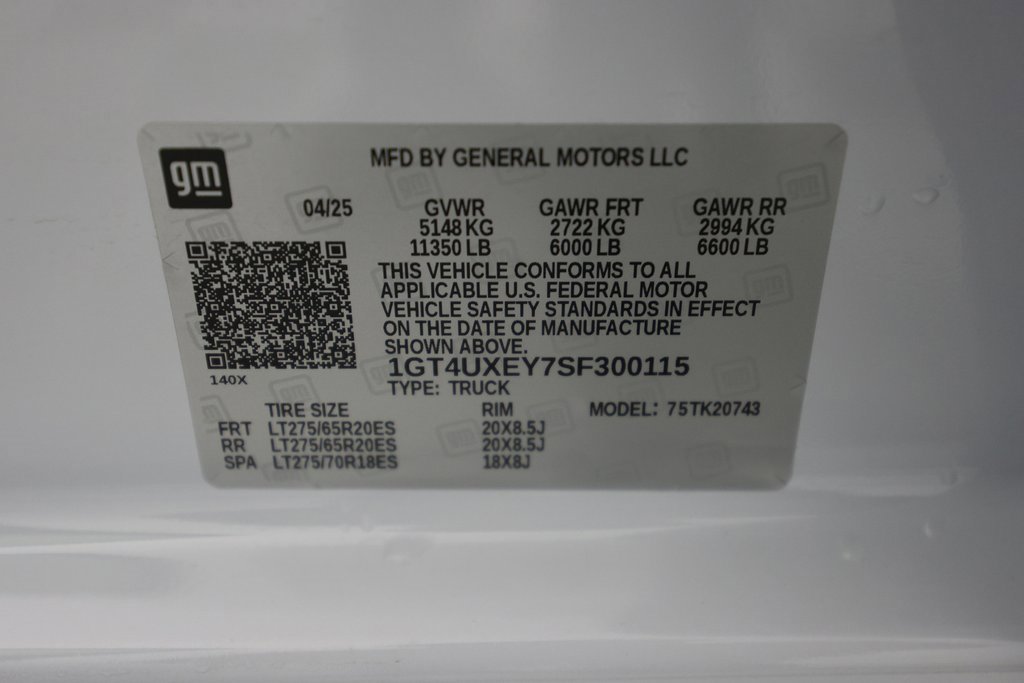 gm
MFD BY GENERAL MOTORS LLC
04/25 GVWR GAWR FRT GAWR RR
5148 KG 2722 KG 2994 KG
11350 LB 6000 LB 6600 LB
THIS VEHICLE CONFORMS TO ALL
APPLICABLE U.S. FEDERAL MOTOR
VEHICLE SAFETY STANDARDS IN EFFECT
ON THE DATE OF MANUFACTURE
SHOWN ABOVE.
1GT4UXEY7SF300115
140X
TYPE: TRUCK
TIRE SIZE RIM MODEL: 75TK20743
FRT LT275/65R20ES 20X8.5J
RR LT275/65R20ES 20X8.5J
SPA LT275/70R18ES 18X8J